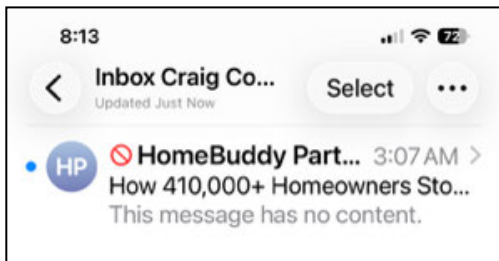 8:13
72
Inbox Craig Co...
Select
Updated Just Now
HP
HomeBuddy Part...
3:07 AM
How 410,000+ Homeowners Sto...
This message has no content.